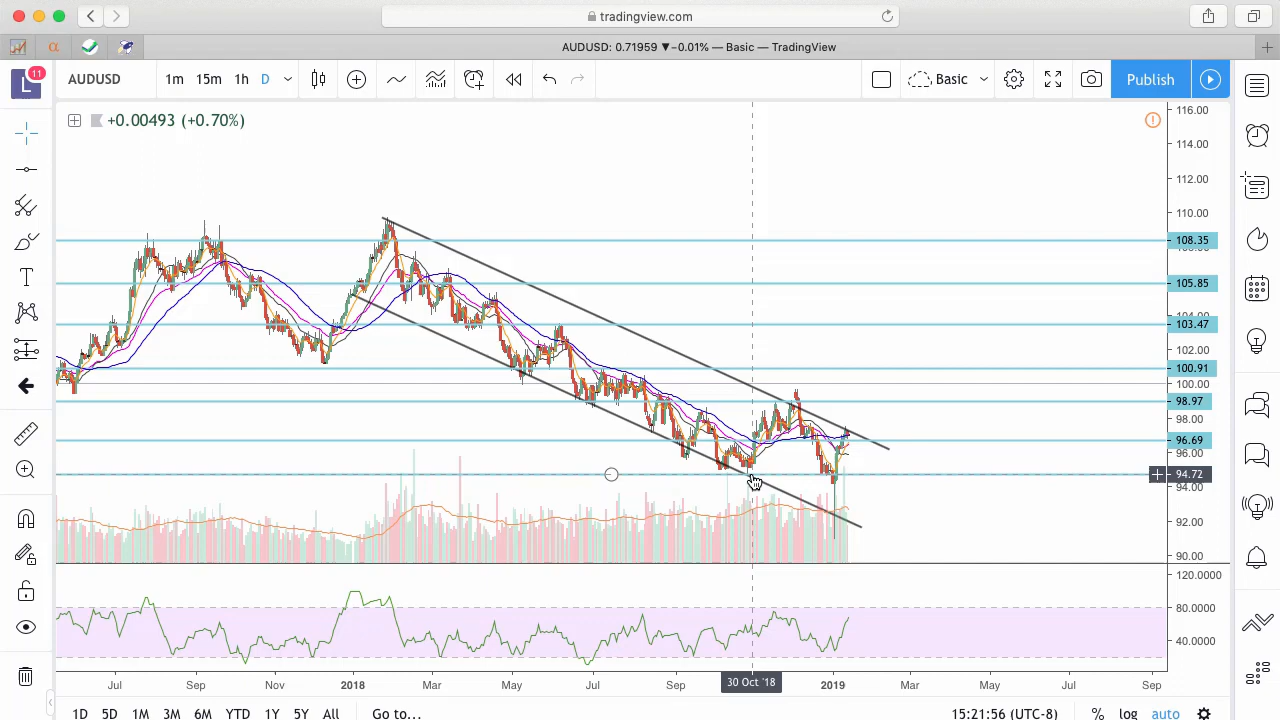 tradingview.com
α
AUDUSD: 0.71959 ▼−0.01% — Basic — TradingView
L 11
AUDUSD 1m 15m 1h D Basic Publish
+0.00493 (+0.70%)
116.00
114.00
112.00
110.00
108.35
105.85
104.00
103.47
102.00
100.91
100.00
98.97
98.00
96.69
96.00
94.72
94.00
92.00
90.00
120.0000
80.0000
40.0000
T
Jul Sep Nov 2018 Mar May Jul Sep 30 Oct '18 2019 Mar May Jul Sep
1D 5D 1M 3M 6M YTD 1Y 5Y All Go to... 15:21:56 (UTC-8) % log auto